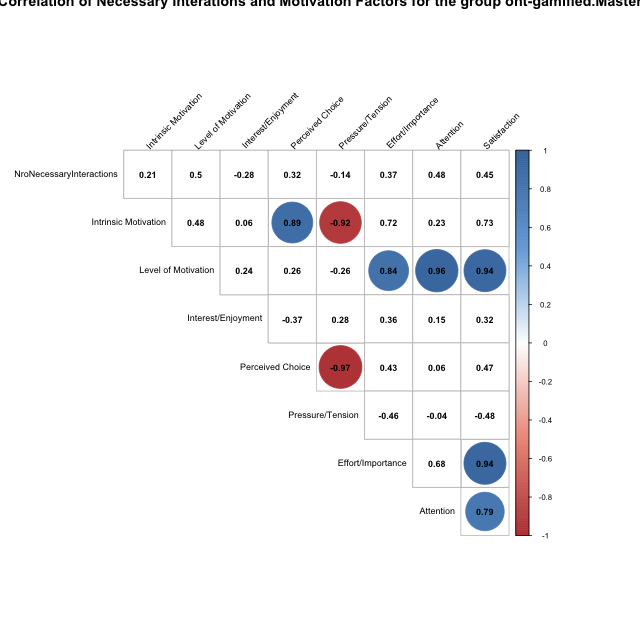 Correlation of Necessary Interations and Motivation Factors for the group ont-gamified.Master
Intrinsic Motivation
Level of Motivation
Interest/Enjoyment
Perceived Choice
Pressure/Tension
Effort/Importance
Attention
Satisfaction
NroNecessaryInteractions 0.21 0.5 -0.28 0.32 -0.14 0.37 0.48 0.45
Intrinsic Motivation 0.48 0.06 0.89 -0.92 0.72 0.23 0.73
Level of Motivation 0.24 0.26 -0.26 0.84 0.96 0.94
Interest/Enjoyment -0.37 0.28 0.36 0.15 0.32
Perceived Choice -0.97 0.43 0.06 0.47
Pressure/Tension -0.46 -0.04 -0.48
Effort/Importance 0.68 0.94
Attention 0.79
1
0.8
0.6
0.4
0.2
0
-0.2
-0.4
-0.6
-0.8
-1